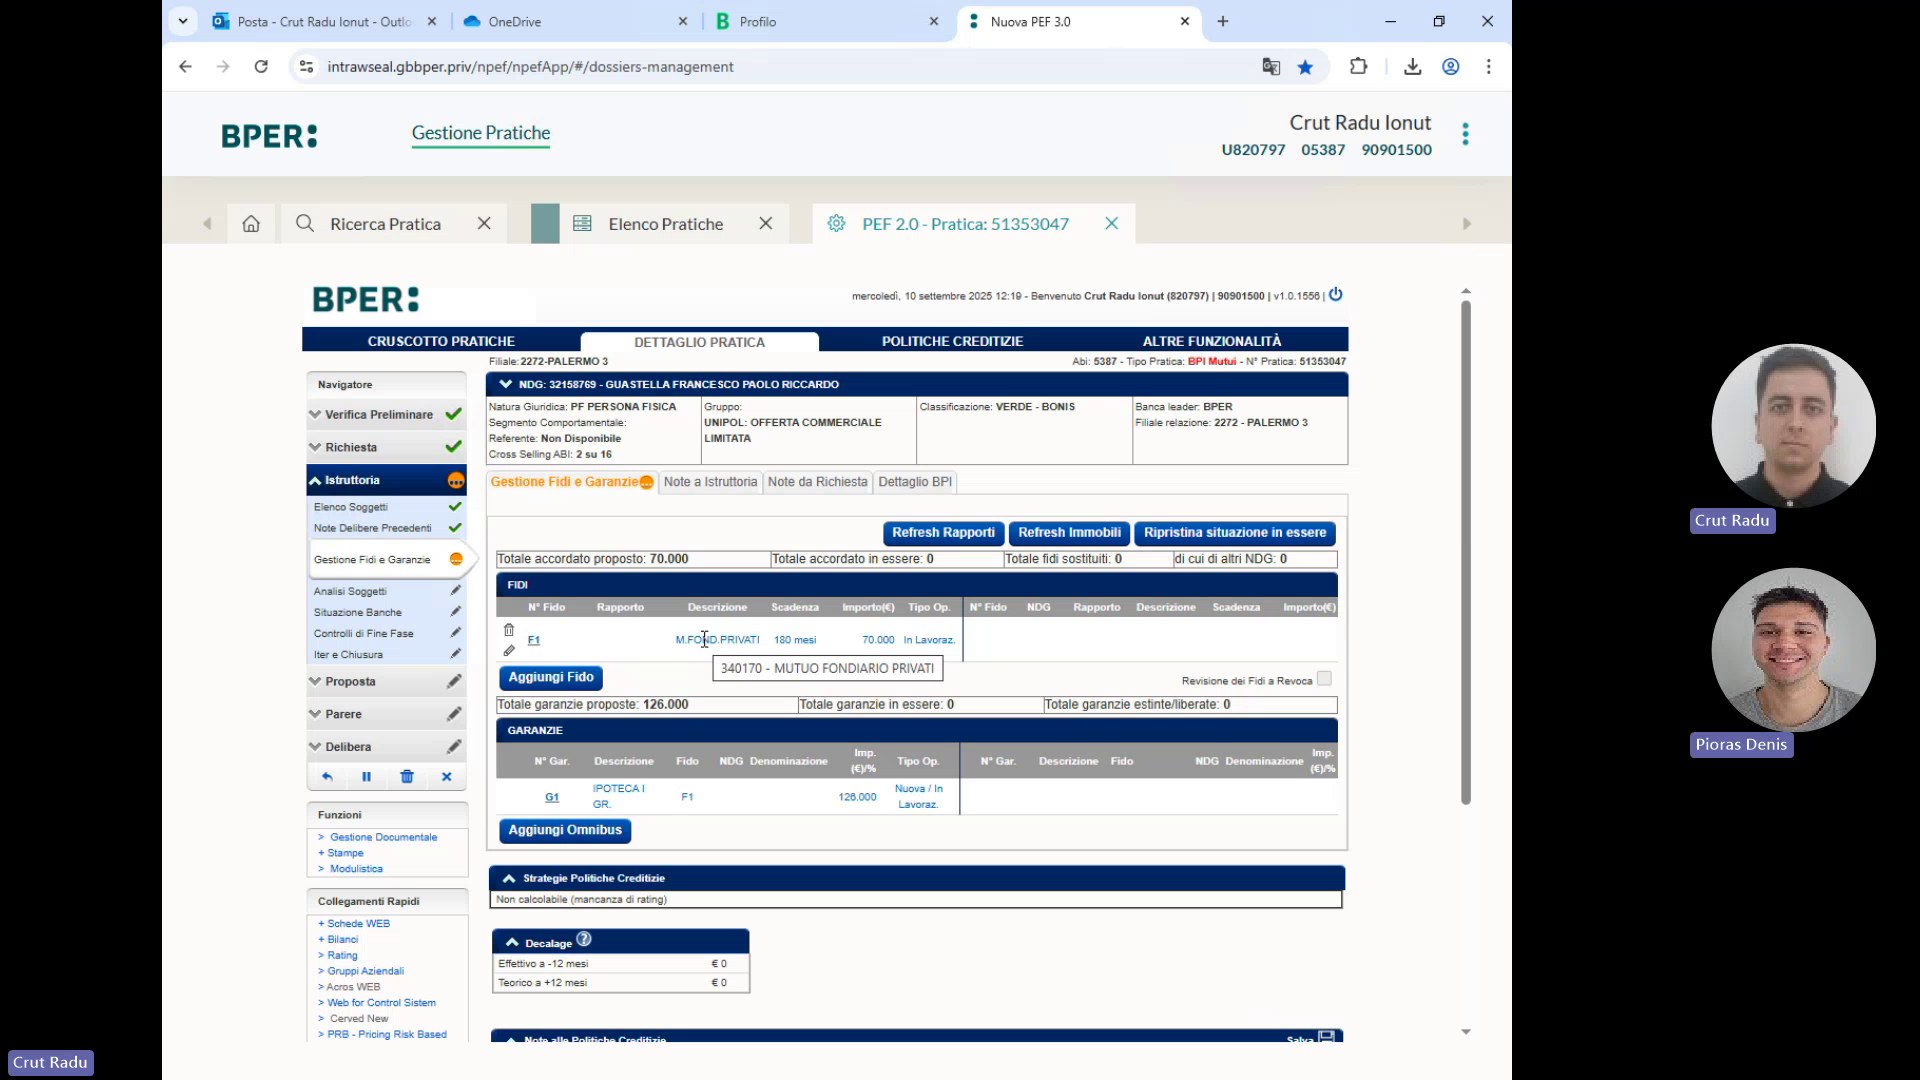 Posta - Crut Radu Ionut - Outlo
OneDrive
Profilo
Nuova PEF 3.0
intrawseal.gbbper.priv/npef/npefApp/#/dossiers-management
BPER:
Gestione Pratiche
Crut Radu Ionut
U820797 05387 90901500
Ricerca Pratica
Elenco Pratiche
PEF 2.0 - Pratica: 51353047
BPER:
mercoledì, 10 settembre 2025 12:19 - Benvenuto Crut Radu Ionut (820797) | 90901500 | v1.0.1556 |
CRUSCOTTO PRATICHE
DETTAGLIO PRATICA
POLITICHE CREDITIZIE
ALTRE FUNZIONALITÀ
Filiale: 2272-PALERMO 3
Abi: 5387 - Tipo Pratica: BPI Mutui - N° Pratica: 51353047
Navigatore
Verifica Preliminare
Richiesta
Istruttoria
Elenco Soggetti
Note Delibere Precedenti
Gestione Fidi e Garanzie
Analisi Soggetti
Situazione Banche
Controlli di Fine Fase
Iter e Chiusura
Proposta
Parere
Delibera
Funzioni
> Gestione Documentale
+ Stampe
> Modulistica
Collegamenti Rapidi
+ Schede WEB
+ Bilanci
> Rating
> Gruppi Aziendali
> Acros WEB
> Web for Control Sistem
> Cerved New
> PRB - Pricing Risk Based
NDG: 32158769 - GUASTELLA FRANCESCO PAOLO RICCARDO
Natura Giuridica: PF PERSONA FISICA
Segmento Comportamentale:
Referente: Non Disponibile
Cross Selling ABI: 2 su 16
Gruppo:
UNIPOL: OFFERTA COMMERCIALE
LIMITATA
Classificazione: VERDE - BONIS
Banca leader: BPER
Filiale relazione: 2272 - PALERMO 3
Gestione Fidi e Garanzie
Note a Istruttoria
Note da Richiesta
Dettaglio BPI
Refresh Rapporti
Refresh Immobili
Ripristina situazione in essere
Totale accordato proposto: 70.000
Totale accordato in essere: 0
Totale fidi sostituiti: 0
di cui di altri NDG: 0
FIDI
N° Fido Rapporto Descrizione Scadenza Importo(€) Tipo Op. N° Fido NDG Rapporto Descrizione Scadenza Importo(€)
F1 M.FOND.PRIVATI 180 mesi 70.000 In Lavoraz.
340170 - MUTUO FONDIARIO PRIVATI
Aggiungi Fido
Revisione dei Fidi a Revoca
Totale garanzie proposte: 126.000
Totale garanzie in essere: 0
Totale garanzie estinte/liberate: 0
GARANZIE
N° Gar. Descrizione Fido NDG Denominazione Imp. (€)/% Tipo Op. N° Gar. Descrizione Fido NDG Denominazione Imp. (€)/%
G1 IPOTECA I GR. F1 126.000 Nuova / In Lavoraz.
Aggiungi Omnibus
Strategie Politiche Creditizie
Non calcolabile (mancanza di rating)
Decalage ?
Effettivo a -12 mesi € 0
Teorico a +12 mesi € 0
Note alle Politiche Creditizie
Salva
Crut Radu
Pioras Denis
Crut Radu